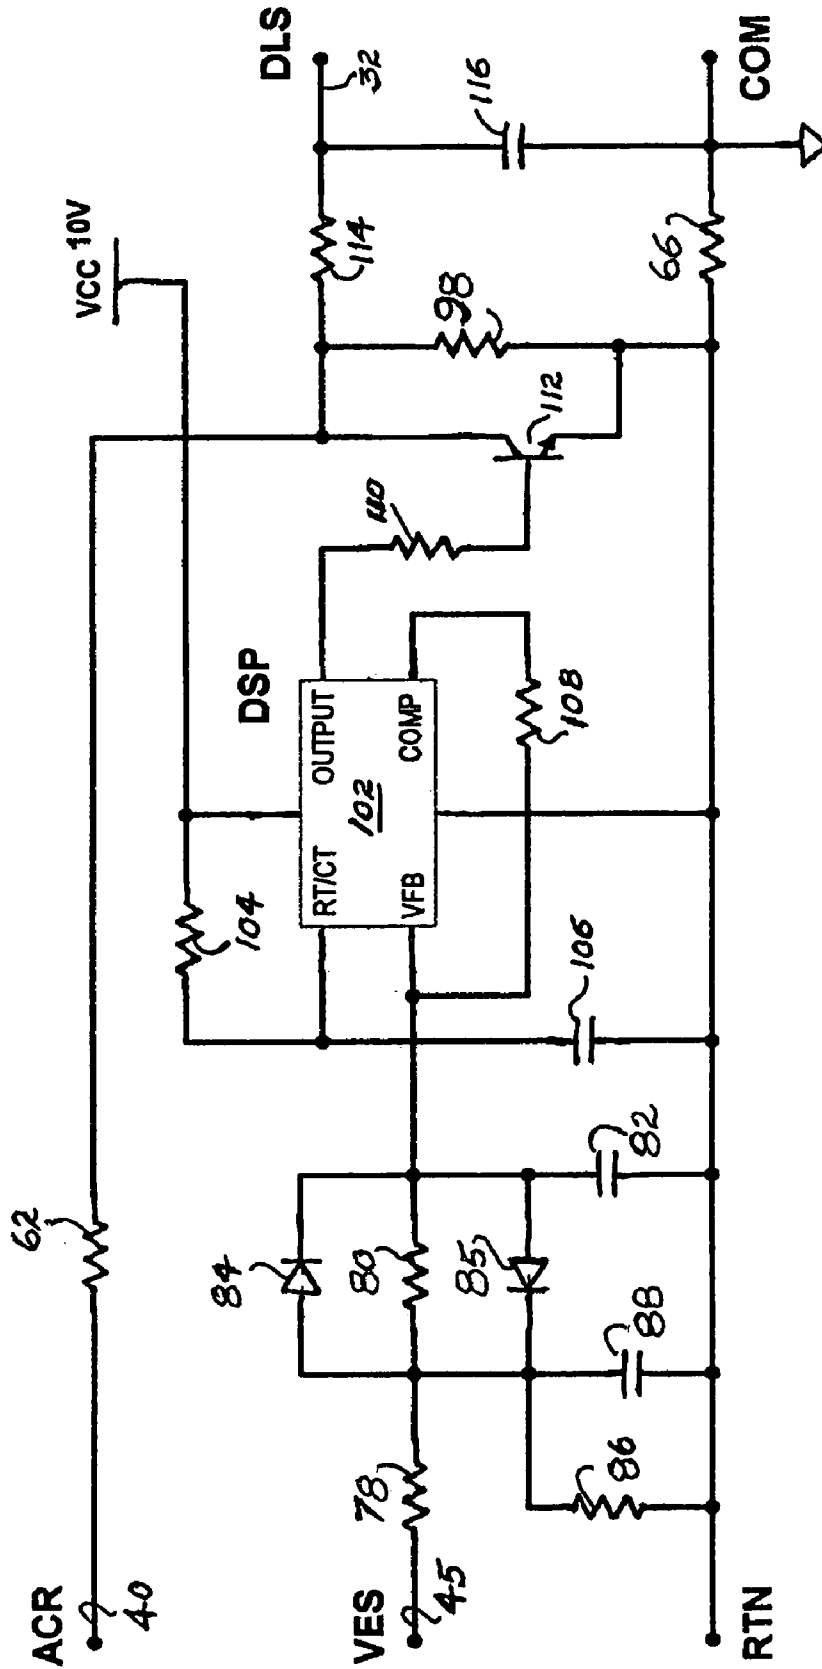 ACR
40
62
VCC 10V
DLS
32
114
116
98
112
110
DSP
OUTPUT
RT/CT
102
VFB
COMP
104
108
106
84
80
85
82
88
78
86
VES
45
66
RTN
COM